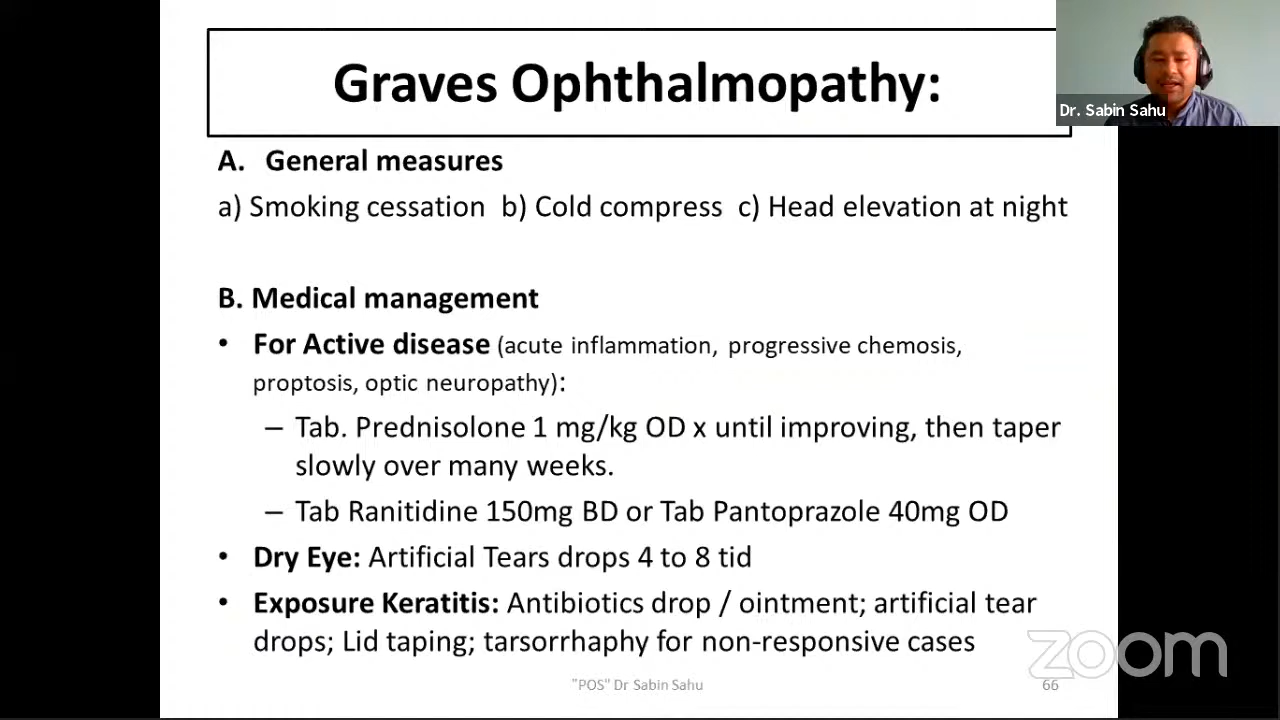 Graves Ophthalmopathy:
Dr. Sabin Sahu
A. General measures
a) Smoking cessation b) Cold compress c) Head elevation at night
B. Medical management
• For Active disease (acute inflammation, progressive chemosis,
proptosis, optic neuropathy):
– Tab. Prednisolone 1 mg/kg OD x until improving, then taper
slowly over many weeks.
– Tab Ranitidine 150mg BD or Tab Pantoprazole 40mg OD
• Dry Eye: Artificial Tears drops 4 to 8 tid
• Exposure Keratitis: Antibiotics drop / ointment; artificial tear
drops; Lid taping; tarsorrhaphy for non-responsive cases
zoom
"POS" Dr Sabin Sahu
66